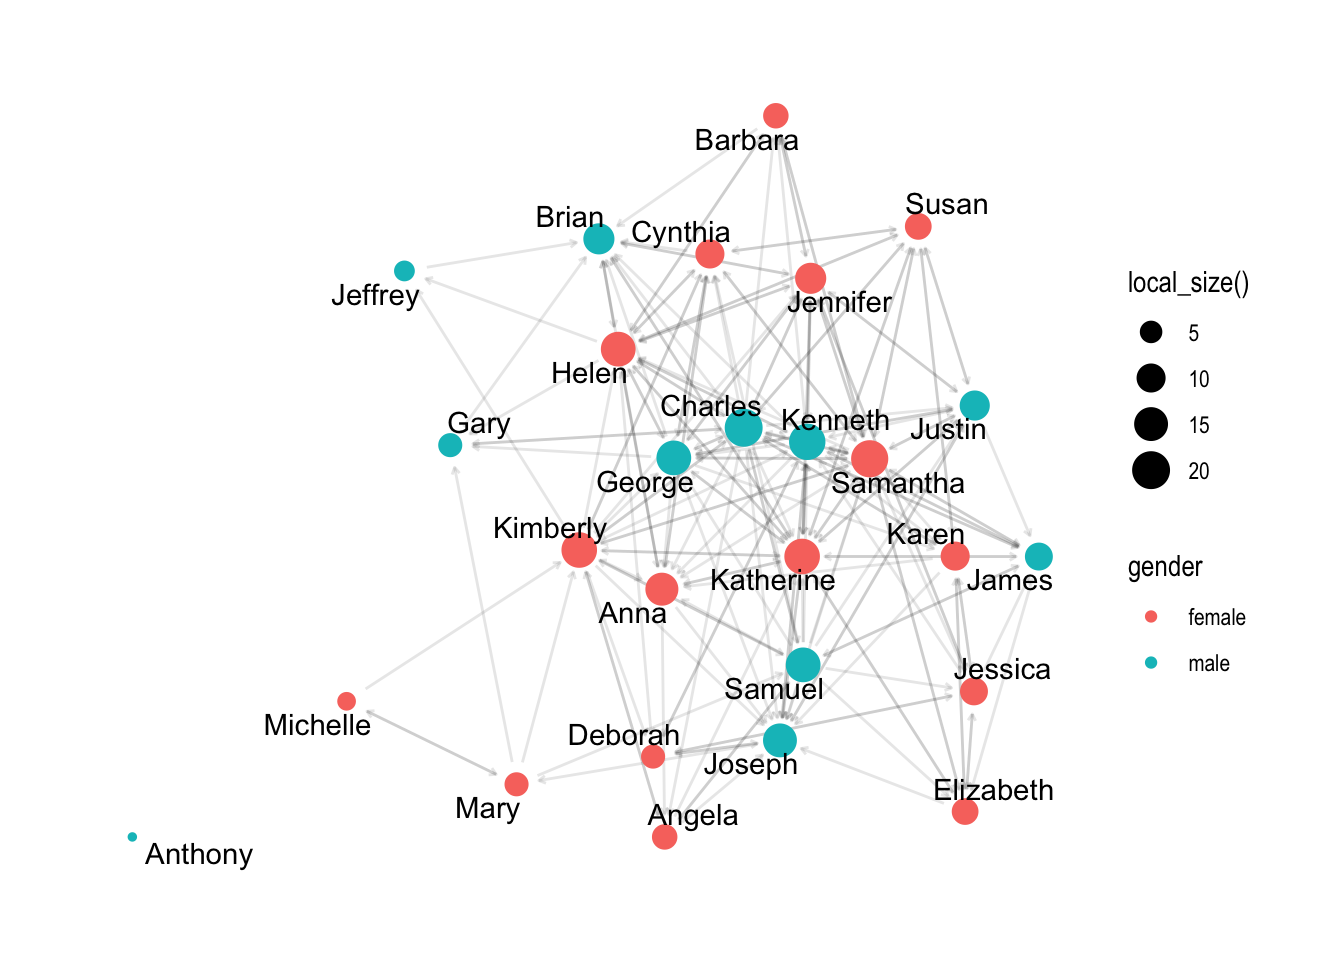 Barbara
Susan
Brian
Cynthia
Jeffrey
Jennifer
Helen
Charles
Kenneth
Gary
Justin
George
Samantha
Kimberly
Karen
Katherine
James
Anna
Jessica
Samuel
Michelle
Deborah
Joseph
Elizabeth
Mary
Angela
Anthony
local_size()
5
10
15
20
gender
female
male